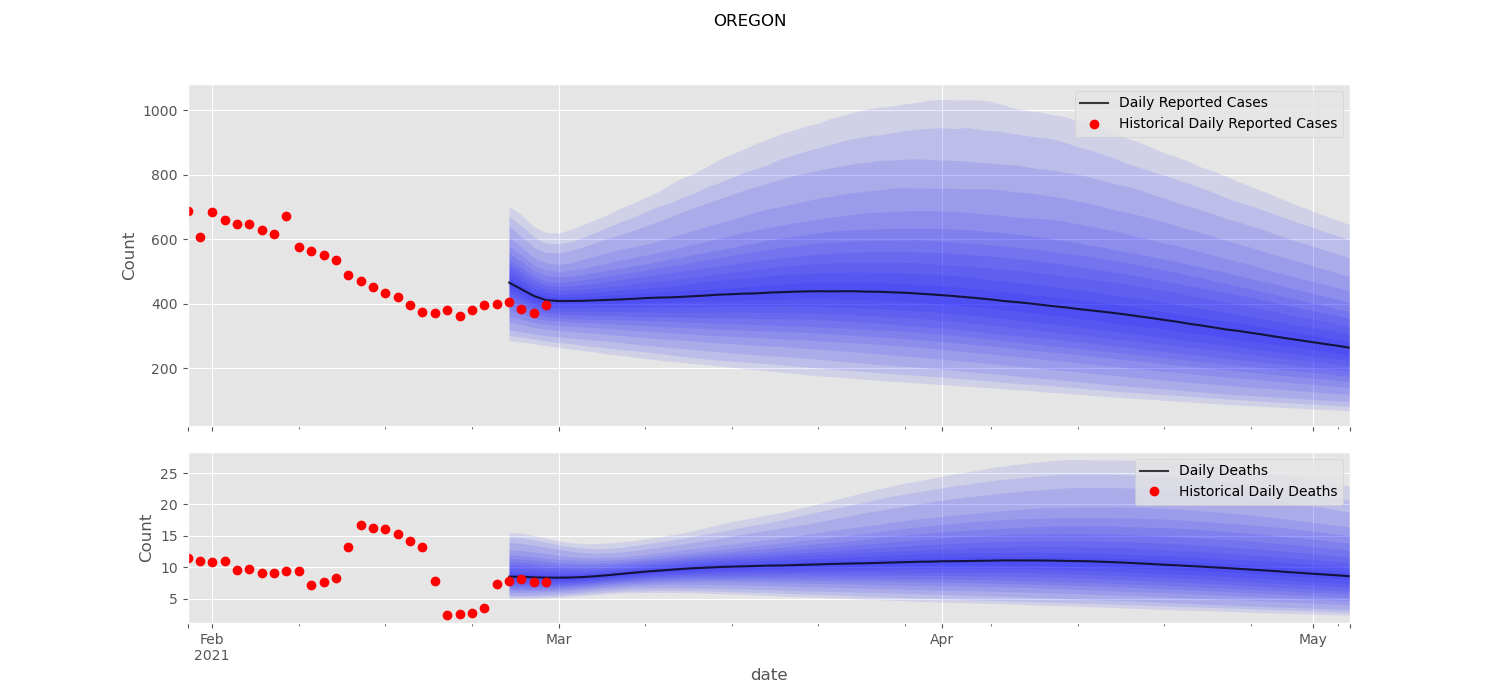 OREGON
1000
800
600
400
200
Count
Daily Reported Cases
Historical Daily Reported Cases
25
20
15
10
5
Count
Daily Deaths
Historical Daily Deaths
Feb
2021
Mar
Apr
May
date